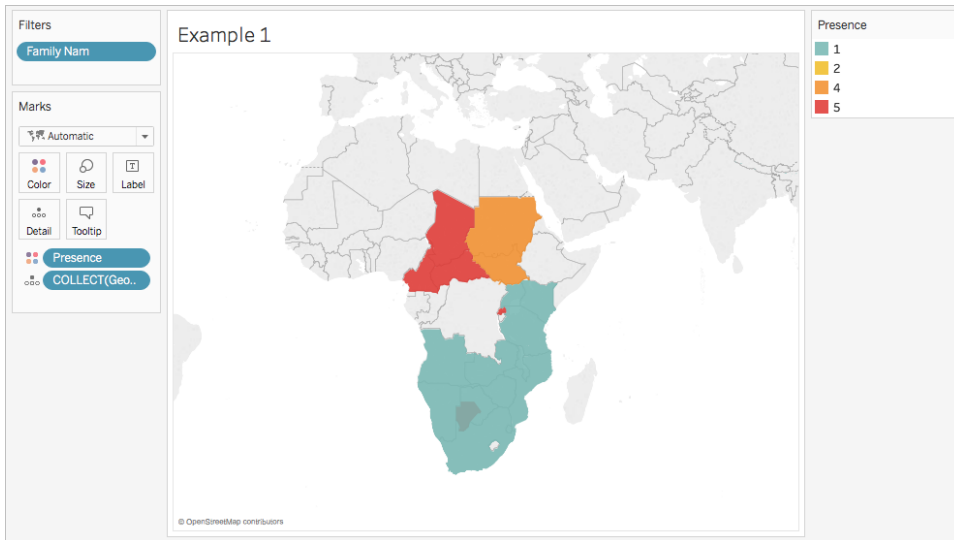 Filters
Family Nam
Marks
Automatic
Color
Size
Label
Detail
Tooltip
Presence
COLLECT(Geo..
Example 1
© OpenStreetMap contributors
Presence
1
2
4
5